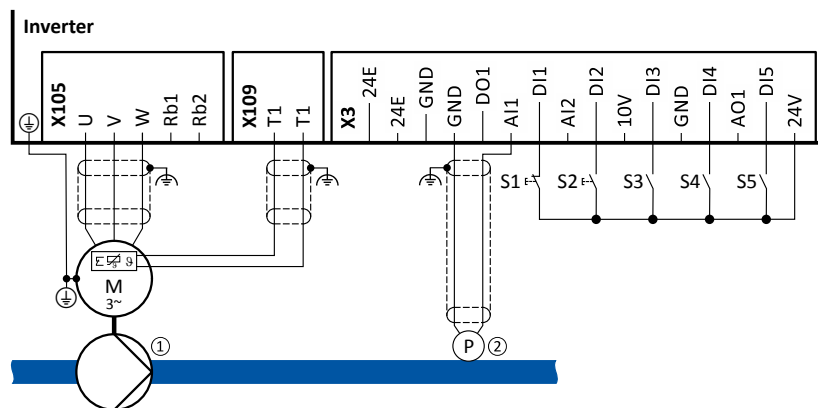 Inverter
X105
U
V
W
Rb1
Rb2
X109
T1
T1
X3
24E
24E
GND
GND
DO1
AI1
DI1
AI2
DI2
10V
DI3
GND
DI4
AO1
DI5
24V
S1
S2
S3
S4
S5
ϑ
M
3~
①
P
②